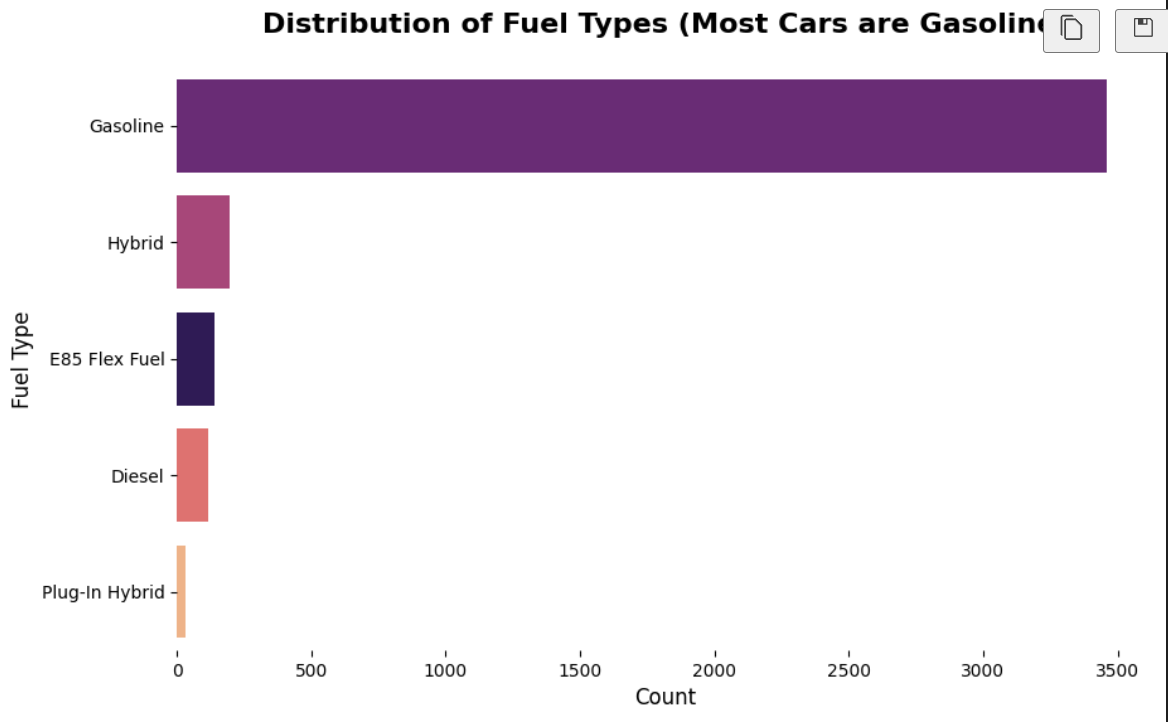 Distribution of Fuel Types (Most Cars are Gasoline
Gasoline
Hybrid
E85 Flex Fuel
Diesel
Plug-In Hybrid
Fuel Type
0 500 1000 1500 2000 2500 3000 3500
Count